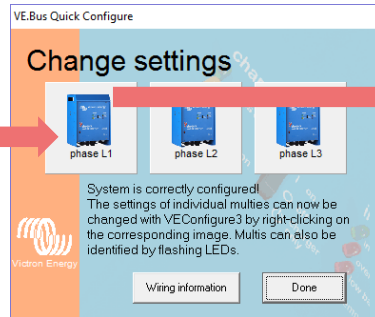 VE.Bus Quick Configure
Change settings
phase L1
phase L2
phase L3
System is correctly configured!
The settings of individual multies can now be
changed with VEConfigure3 by right-clicking on
the corresponding image. Multis can also be
identified by flashing LEDs.
Victron Energy
Wiring information
Done